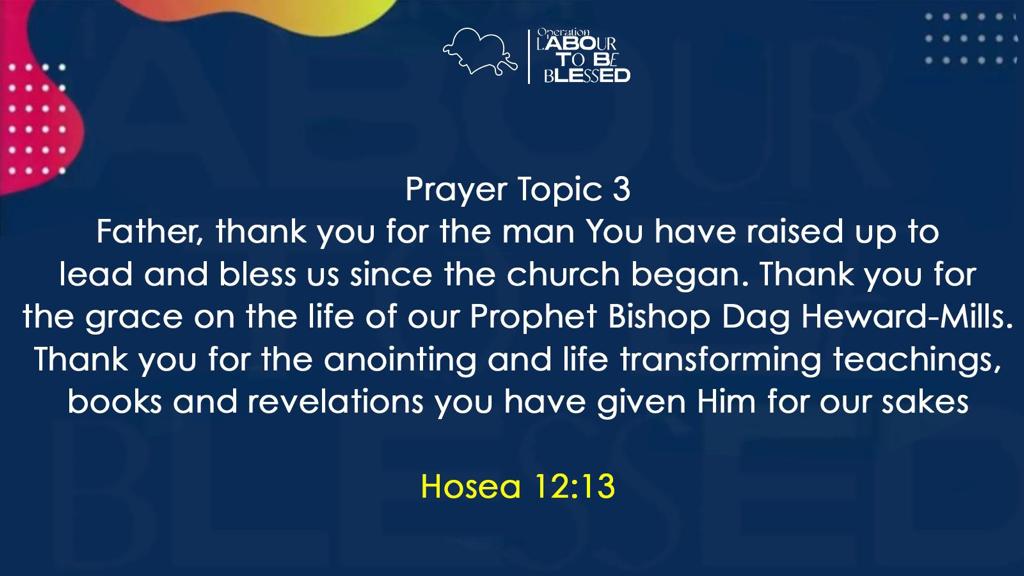 Operation
LABOUR
TO BE
BLESSED
Prayer Topic 3
Father, thank you for the man You have raised up to
lead and bless us since the church began. Thank you for
the grace on the life of our Prophet Bishop Dag Heward-Mills.
Thank you for the anointing and life transforming teachings,
books and revelations you have given Him for our sakes
Hosea 12:13